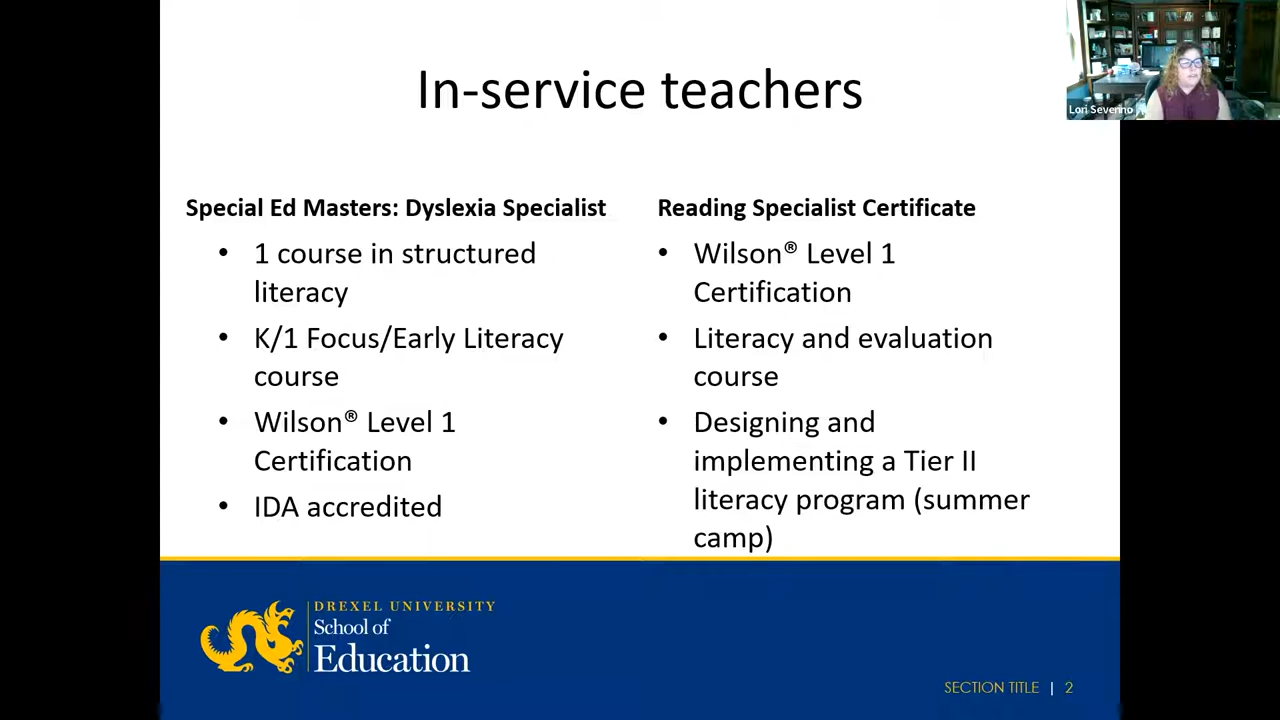 In-service teachers
Lori Severino
Special Ed Masters: Dyslexia Specialist
• 1 course in structured
literacy
• K/1 Focus/Early Literacy
course
• Wilson® Level 1
Certification
• IDA accredited
Reading Specialist Certificate
• Wilson® Level 1
Certification
• Literacy and evaluation
course
• Designing and
implementing a Tier II
literacy program (summer
camp)
DREXEL UNIVERSITY
School of
Education
SECTION TITLE | 2